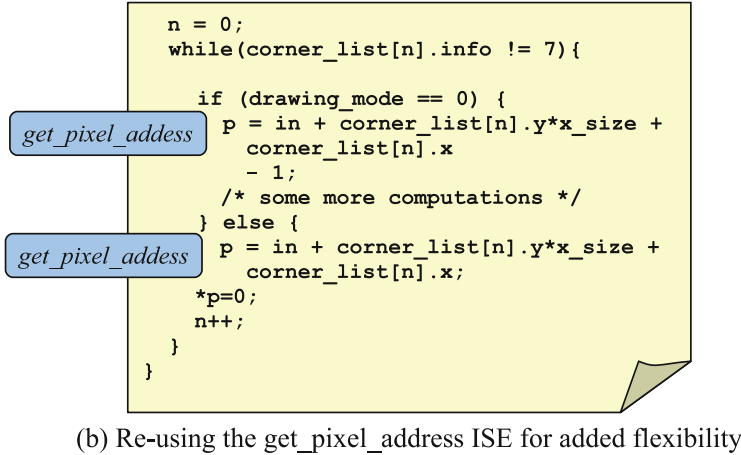 n = 0;
while(corner_list[n].info != 7){
if (drawing_mode == 0) {
get_pixel_addess
p = in + corner_list[n].y*x_size +
corner_list[n].x
- 1;
/* some more computations */
} else {
get_pixel_addess
p = in + corner_list[n].y*x_size +
corner_list[n].x;
*p=0;
n++;
}
}
(b) Re-using the get_pixel_address ISE for added flexibility